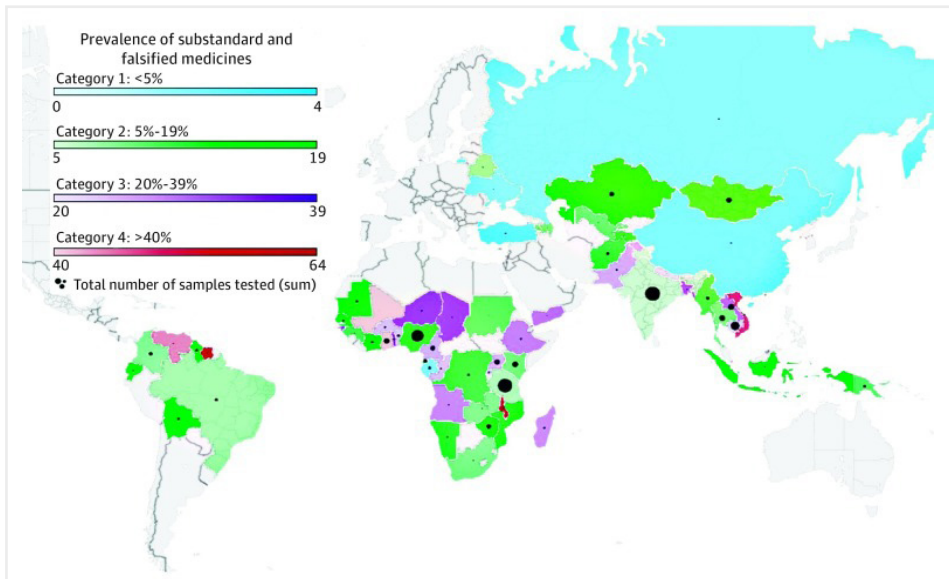 Prevalence of substandard and
falsified medicines
Category 1: <5%
0 4
Category 2: 5%-19%
5 19
Category 3: 20%-39%
20 39
Category 4: >40%
40 64
Total number of samples tested (sum)